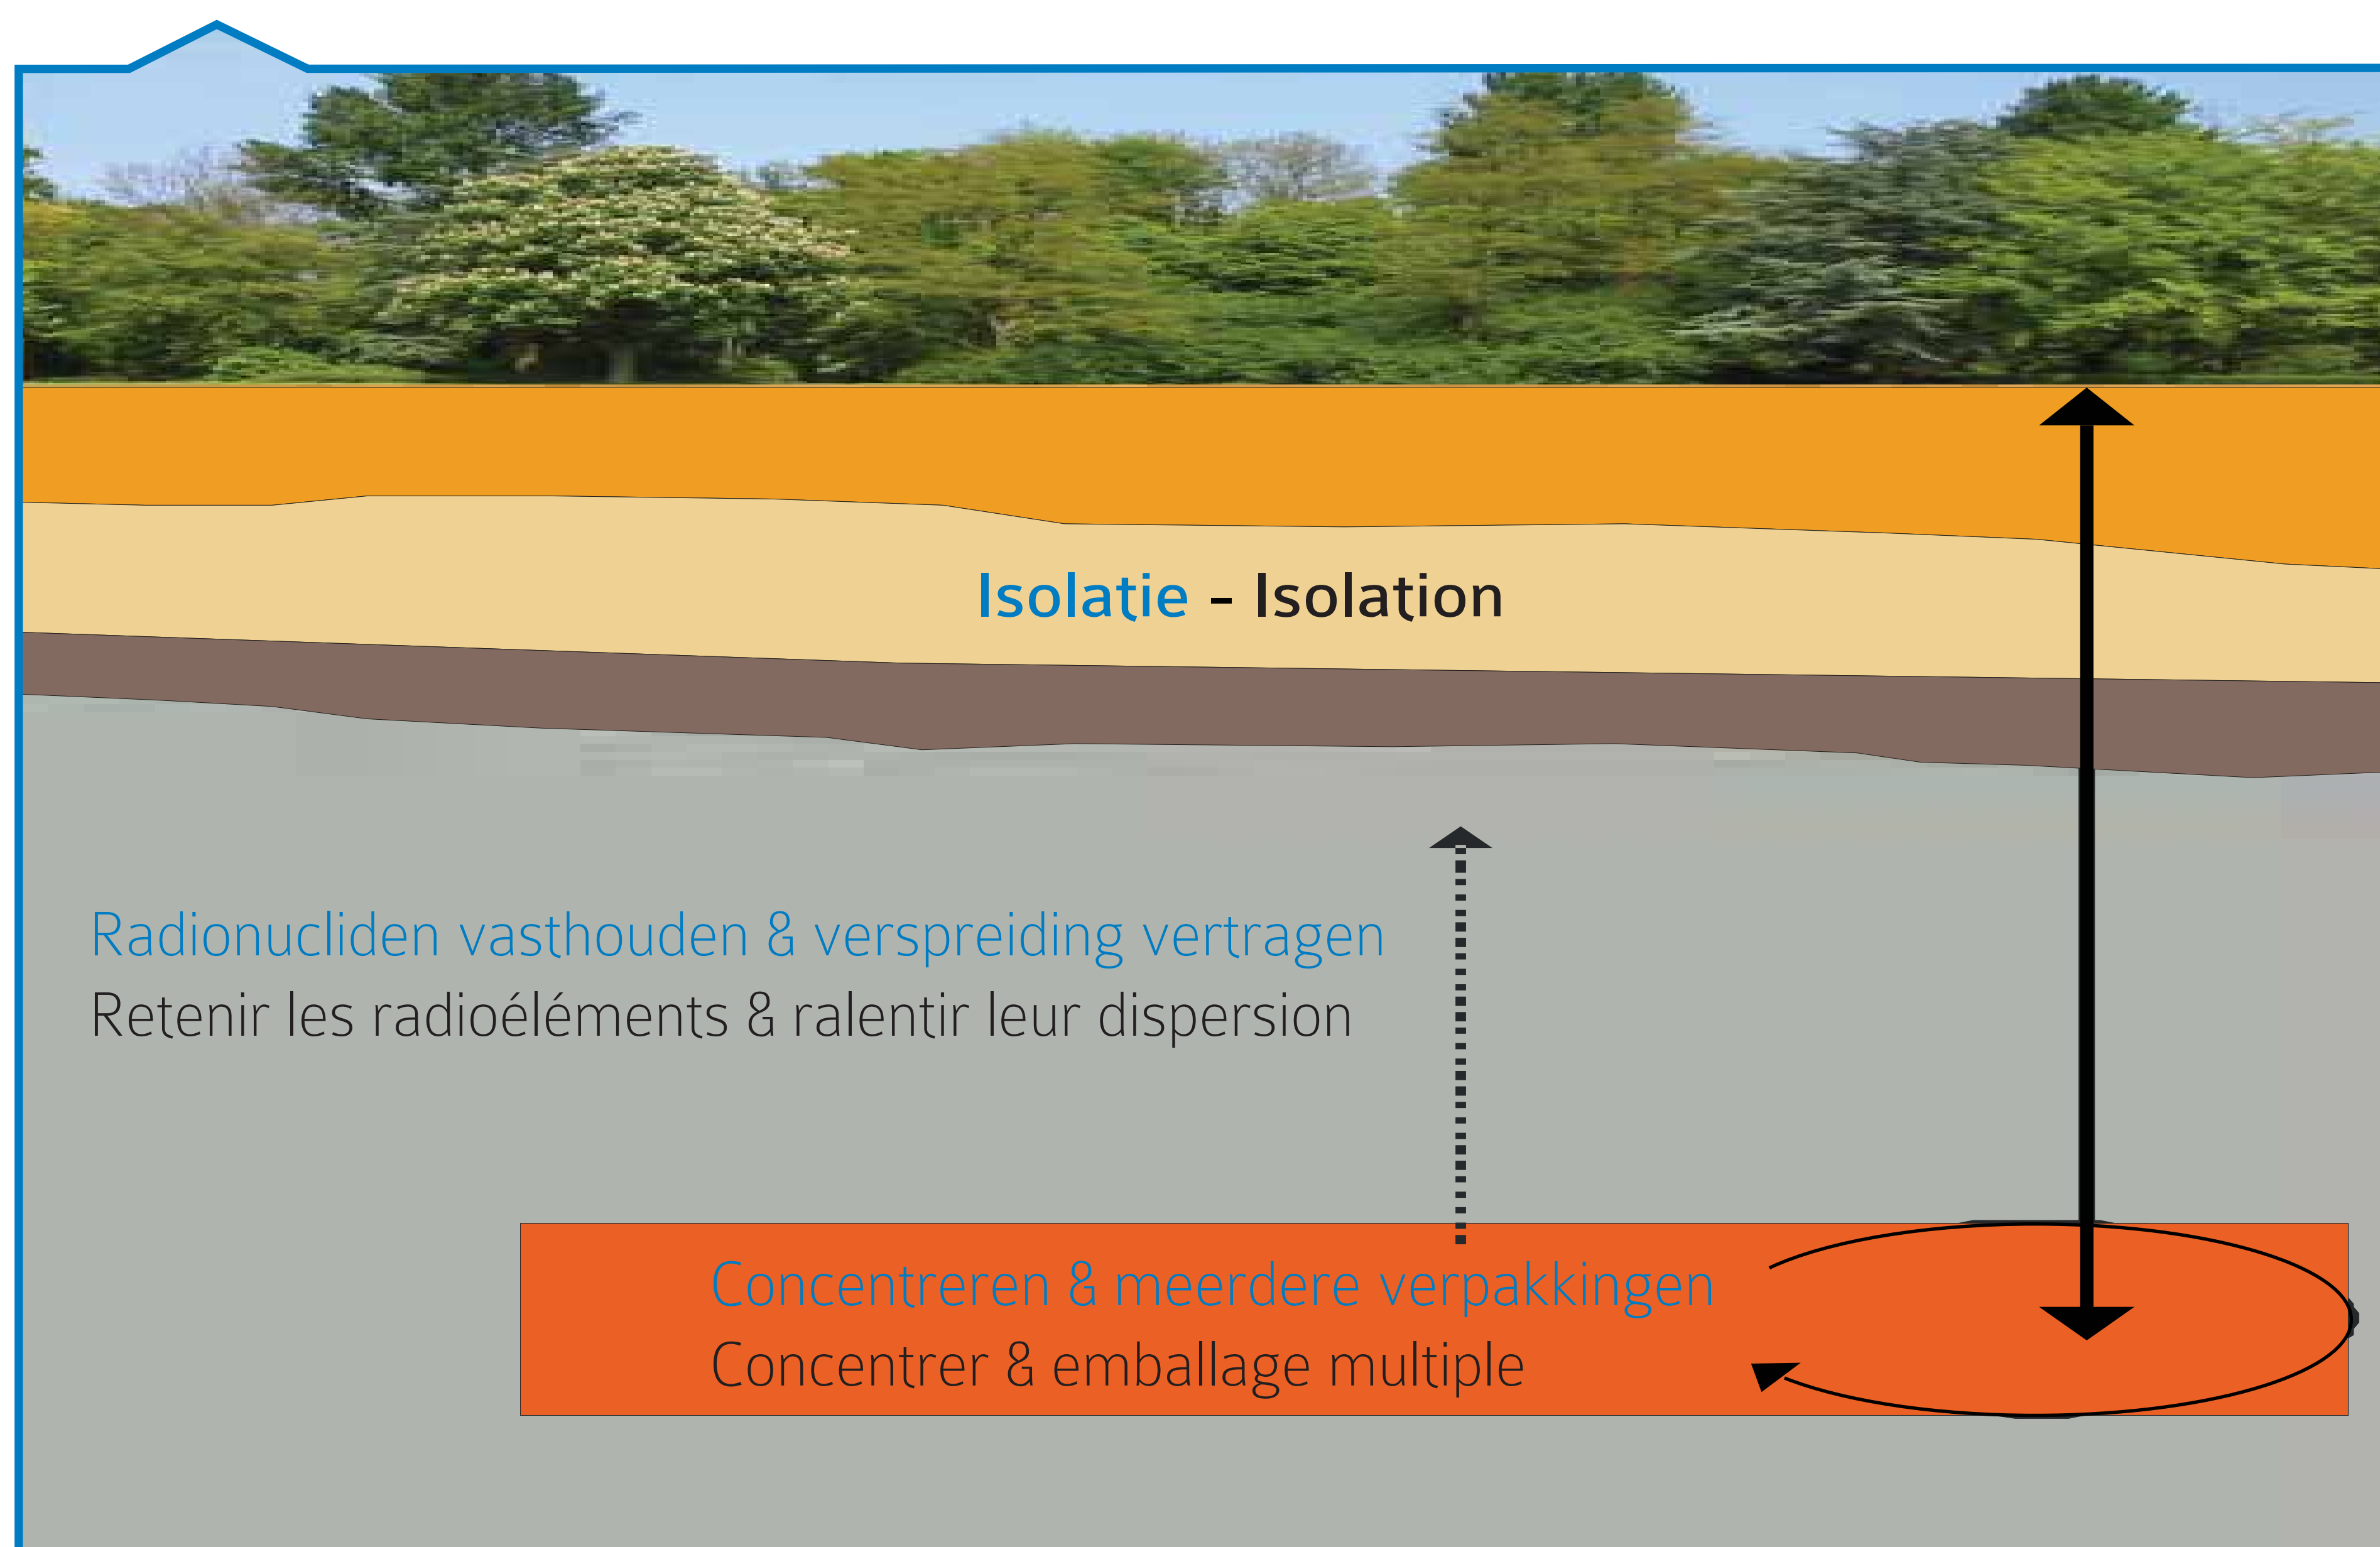 Isolatie - Isolation
Radionucliden vasthouden & verspreiding vertragen
Retenir les radioéléments & ralentir leur dispersion
Concentreren & meerdere verpakkingen
Concentrer & emballage multiple